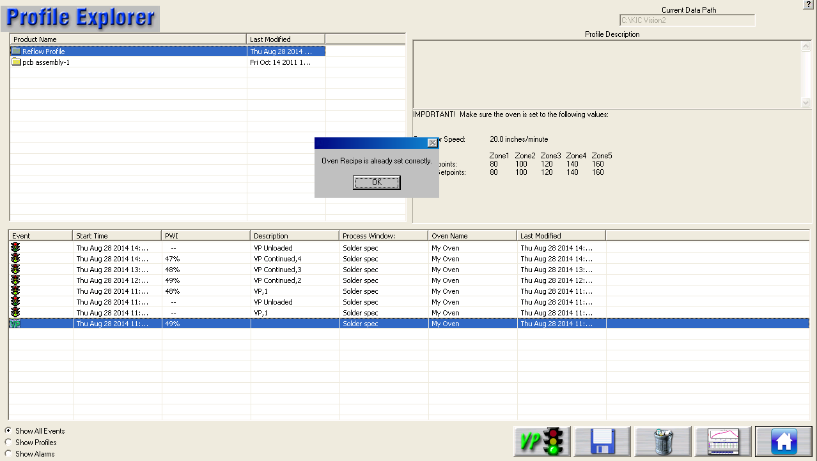 Profile Explorer
?
Current Data Path
C:\KIC Vision2
Product Name Last Modified
Reflow Profile Thu Aug 28 2014 ...
pcb assembly-1 Fri Oct 14 2011 1...
Profile Description
IMPORTANT! Make sure the oven is set to the following values:
Speed: 20.0 inches/minute
Zone1 Zone2 Zone3 Zone4 Zone5
points: 80 100 120 140 160
etpoints: 80 100 120 140 160
Oven Recipe is already set correctly.
OK
Event Start Time PWI Description Process Window: Oven Name Last Modified
Thu Aug 28 2014 14:... -- VP Unloaded Solder spec My Oven Thu Aug 28 2014 14:...
Thu Aug 28 2014 14:... 47% VP Continued,4 Solder spec My Oven Thu Aug 28 2014 14:...
Thu Aug 28 2014 13:... 48% VP Continued,3 Solder spec My Oven Thu Aug 28 2014 13:...
Thu Aug 28 2014 12:... 49% VP Continued,2 Solder spec My Oven Thu Aug 28 2014 12:...
Thu Aug 28 2014 11:... 48% VP,1 Solder spec My Oven Thu Aug 28 2014 11:...
Thu Aug 28 2014 11:... -- VP Unloaded Solder spec My Oven Thu Aug 28 2014 11:...
Thu Aug 28 2014 11:... -- VP,1 Solder spec My Oven Thu Aug 28 2014 11:...
Thu Aug 28 2014 11:... 49% Solder spec My Oven Thu Aug 28 2014 11:...
Show All Events
Show Profiles
Show Alarms
VP